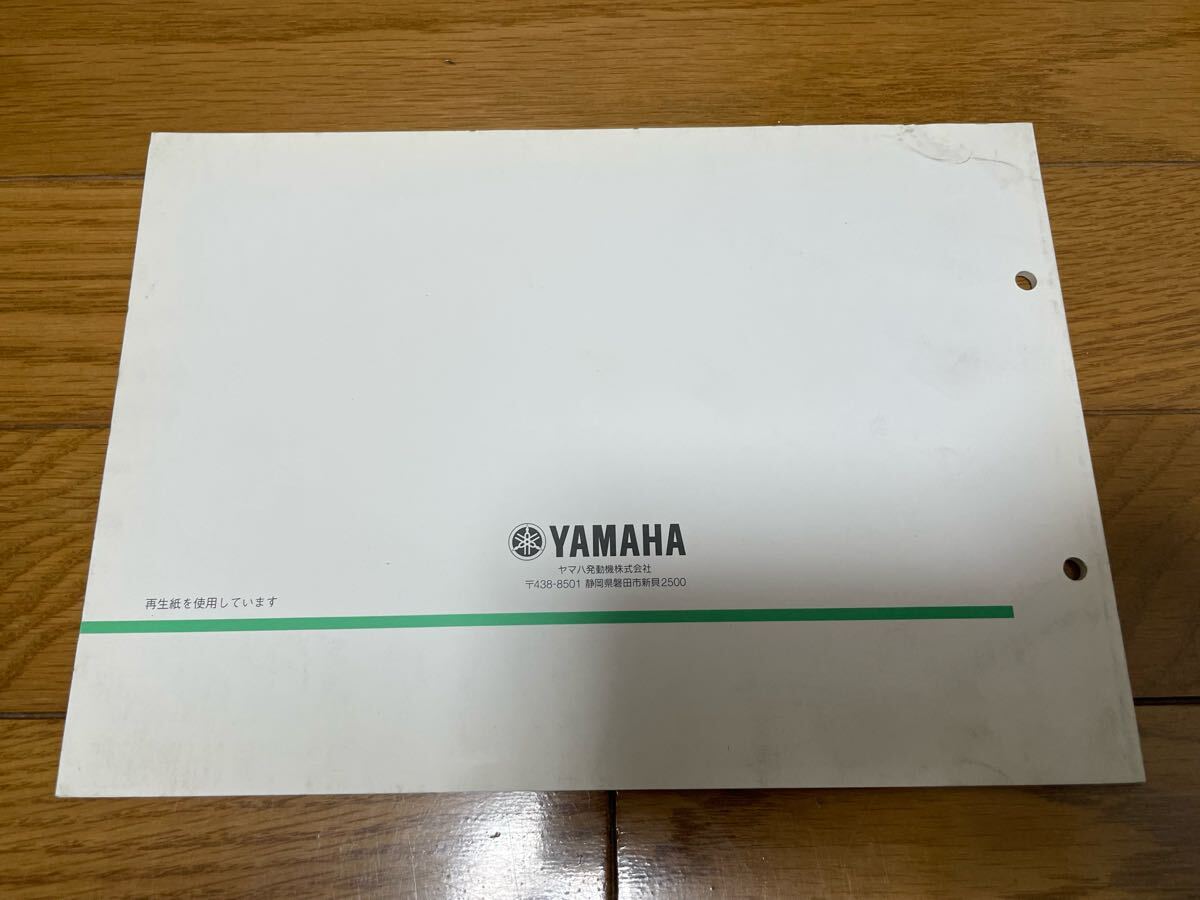 YAMAHA
ヤマハ発動機株式会社
〒438-8501 静岡県磐田市新貝2500
再生紙を使用しています